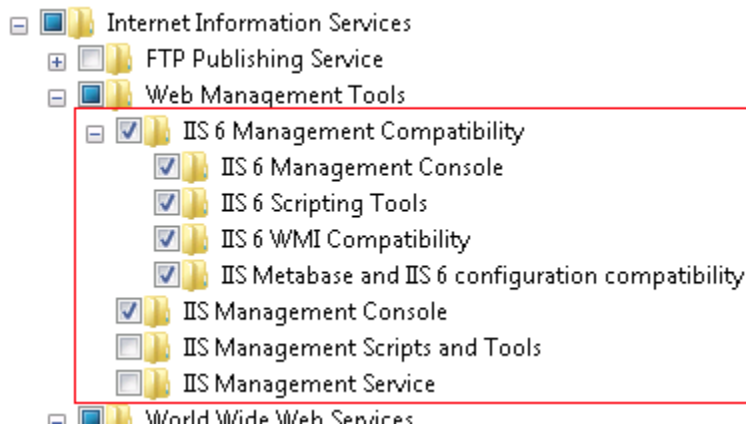 Internet Information Services
FTP Publishing Service
Web Management Tools
IIS 6 Management Compatibility
IIS 6 Management Console
IIS 6 Scripting Tools
IIS 6 WMI Compatibility
IIS Metabase and IIS 6 configuration compatibility
IIS Management Console
IIS Management Scripts and Tools
IIS Management Service
World Wide Web Services